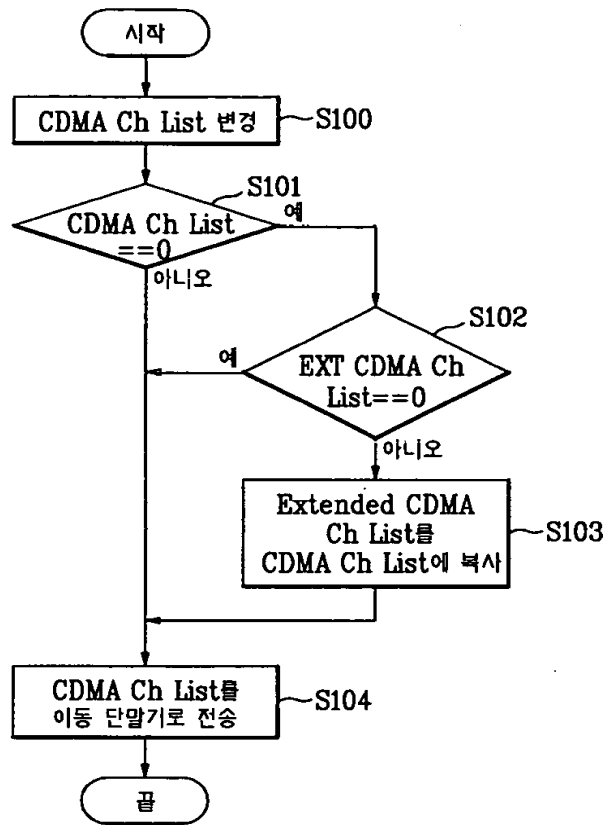 시작
CDMA Ch List 변경
S100
S101
CDMA Ch List
==0
예
아니오
S102
EXT CDMA Ch
List==0
예
아니오
Extended CDMA
Ch List를
CDMA Ch List에 복사
S103
CDMA Ch List를
이동 단말기로 전송
S104
끝